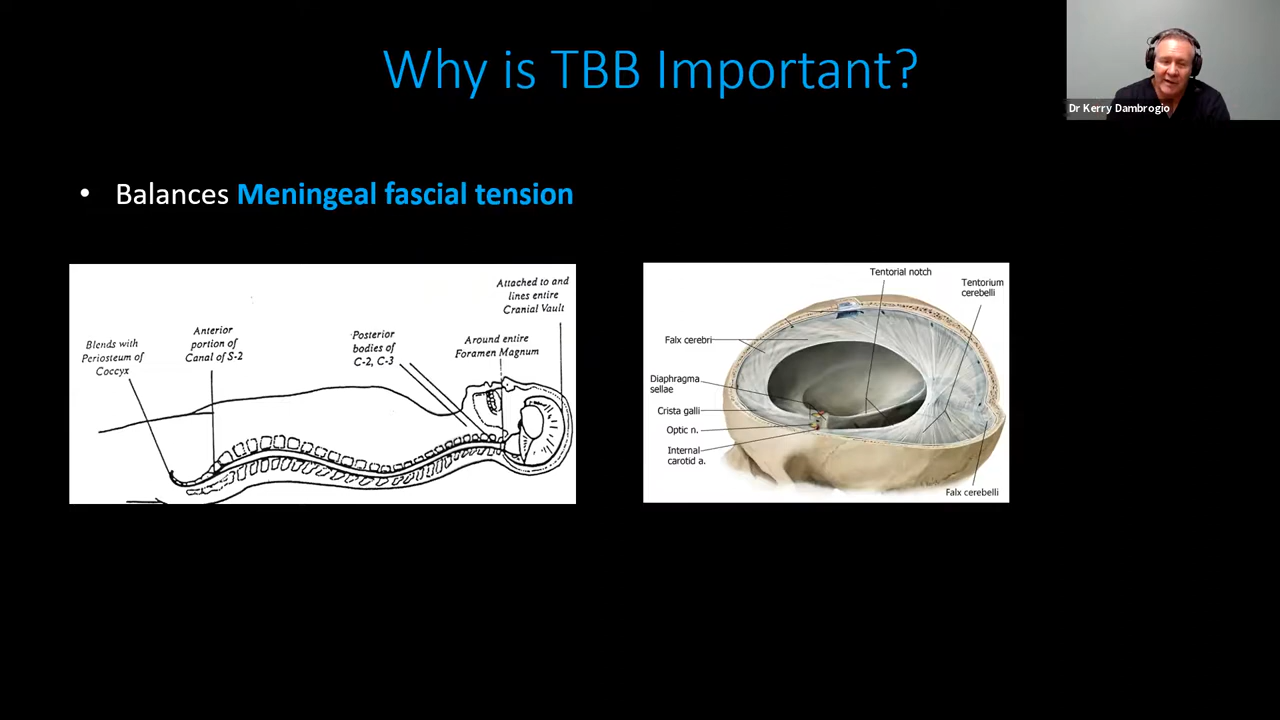 Why is TBB Important?
Dr Kerry Dambrogio
• Balances Meningeal fascial tension
Attached to and
lines entire
Cranial Vault
Anterior
portion of
Canal of S-2
Posterior
bodies of
C-2, C-3
Around entire
Foramen Magnum
Blends with
Periosteum of
Coccyx
Tentorial notch
Tentorium
cerebelli
Falx cerebri
Diaphragma
sellae
Crista galli
Optic n.
Internal
carotid a.
Falx cerebelli